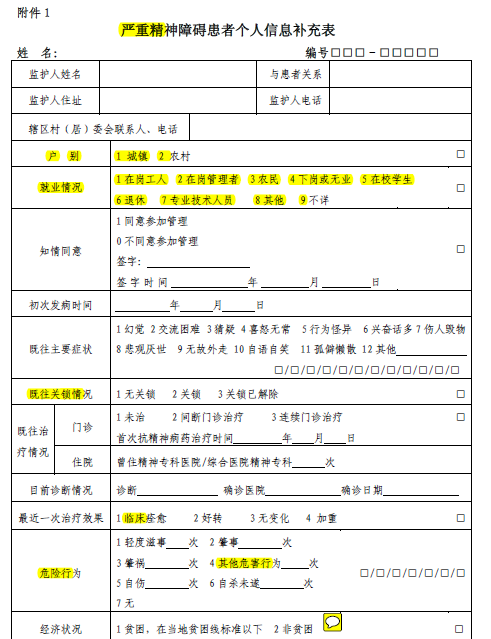 附件 1
严重精神障碍患者个人信息补充表
姓 名： 编号□□□－□□□□□
监护人姓名 与患者关系
监护人住址 监护人电话
辖区村（居）委会联系人、电话
户 别 1 城镇 2 农村 □
就业情况 1 在岗工人 2 在岗管理者 3 农民 4 下岗或无业 5 在校学生
6 退休 7 专业技术人员 8 其他 9 不详 □
知情同意 1 同意参加管理
0 不同意参加管理
签字： □
签 字 时 间 年 月 日
初次发病时间 年 月 日
既往主要症状 1 幻觉 2 交流困难 3 猜疑 4 喜怒无常 5 行为怪异 6 兴奋话多 7 伤人毁物
8 悲观厌世 9 无故外走 10 自语自笑 11 孤僻懒散 12 其他
□/□/□/□/□/□/□/□/□/□/□/□
既往关锁情况 1 无关锁 2 关锁 3 关锁已解除 □
既往治疗情况 门诊 1 未治 2 间断门诊治疗 3 连续门诊治疗 □
首次抗精神病药治疗时间 年 月 日
住院 曾住精神专科医院/综合医院精神专科 次
目前诊断情况 诊断 确诊医院 确诊日期
最近一次治疗效果 1 临床痊愈 2 好转 3 无变化 4 加重 □
危险行为 1 轻度滋事 次 2 肇事 次
3 肇祸 次 4 其他危害行为 次
5 自伤 次 6 自杀未遂 次 □/□/□/□/□/□/□
7 无
经济状况 1 贫困，在当地贫困线标准以下 2 非贫困 □